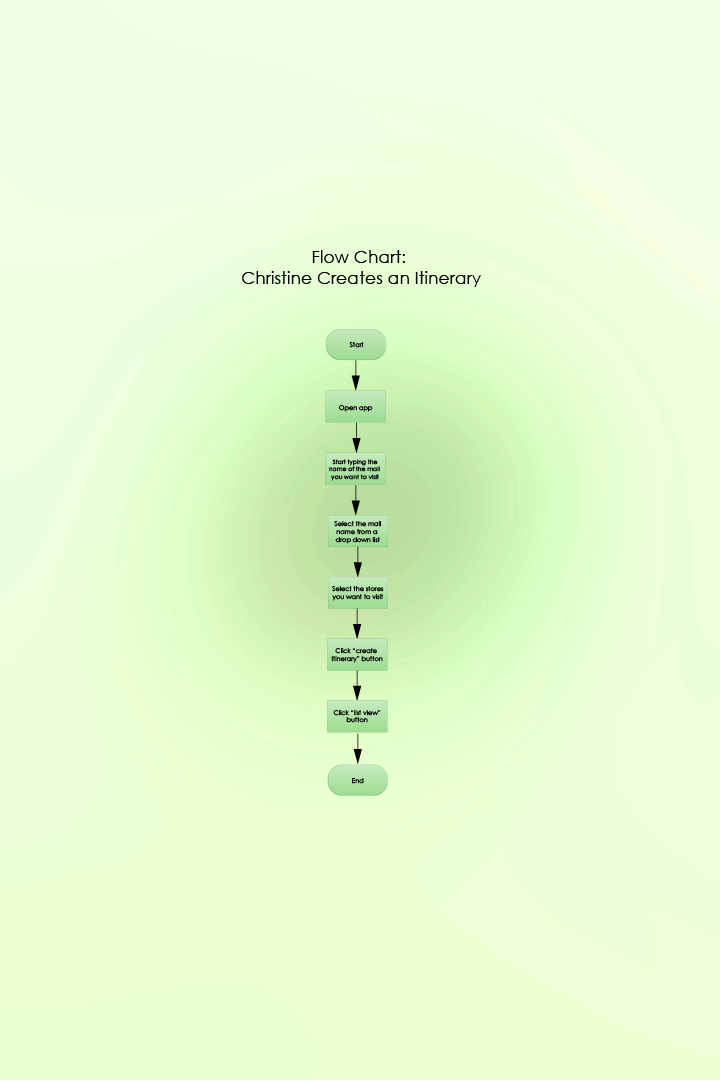 Flow Chart:
Christine Creates an Itinerary
Start
Open app
Start typing the
name of the mall
you want to visit
Select the mall
name from a
drop down list
Select the stores
you want to visit
Click "create
itinerary" button
Click "list view"
button
End